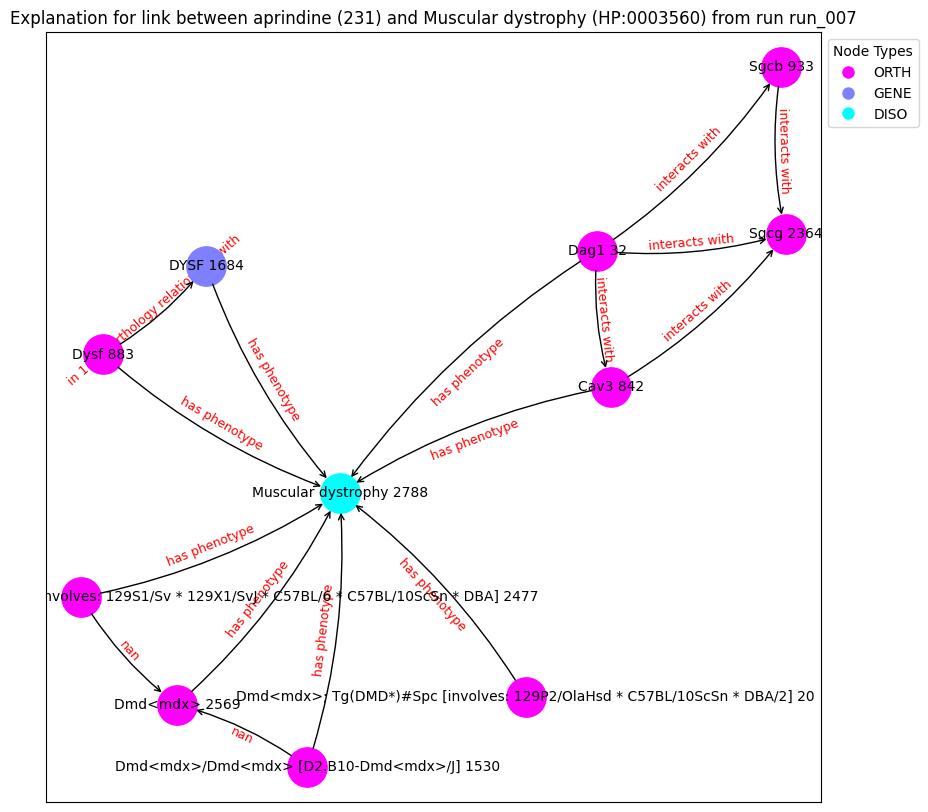 Explanation for link between aprindine (231) and Muscular dystrophy (HP:0003560) from run run_007
Node Types
ORTH
GENE
DISO
Sgcb 933
interacts with
interacts with
Sgcg 2364
Dag1 32
interacts with
interacts with
interacts with
Cav3 842
DYSF 1684
in 1 thology relatio with
Dysf 883
has phenotype
has phenotype
has phenotype
has phenotype
Muscular dystrophy 2788
has phenotype
has phenotype
has phenotype
has phenotype
129S1/Sv * 129X1/SvJ * C57BL/6 * C57BL/10ScSn * DBA] 2477
nan
Dmd<mdx> 2569
Dmd<mdx>: Tg(DMD*)#Spc [involves: 129P2/OlaHsd * C57BL/10ScSn * DBA/2] 20
nan
Dmd<mdx>/Dmd<mdx> [D2.B10-Dmd<mdx>/J] 1530